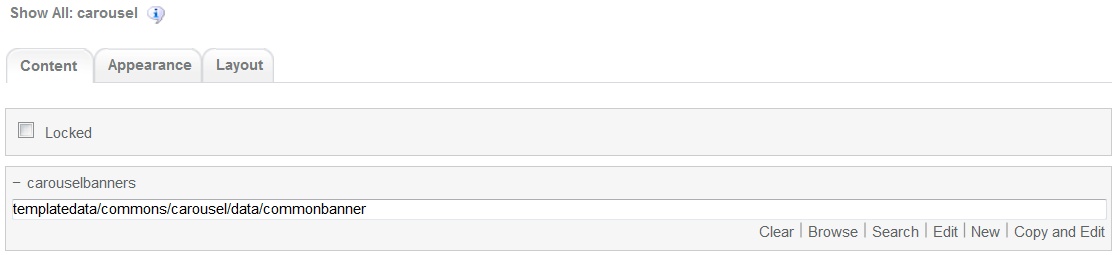 Show All: carousel
Content Appearance Layout
Locked
− carouselbanners
templatedata/commons/carousel/data/commonbanner
Clear | Browse | Search | Edit | New | Copy and Edit